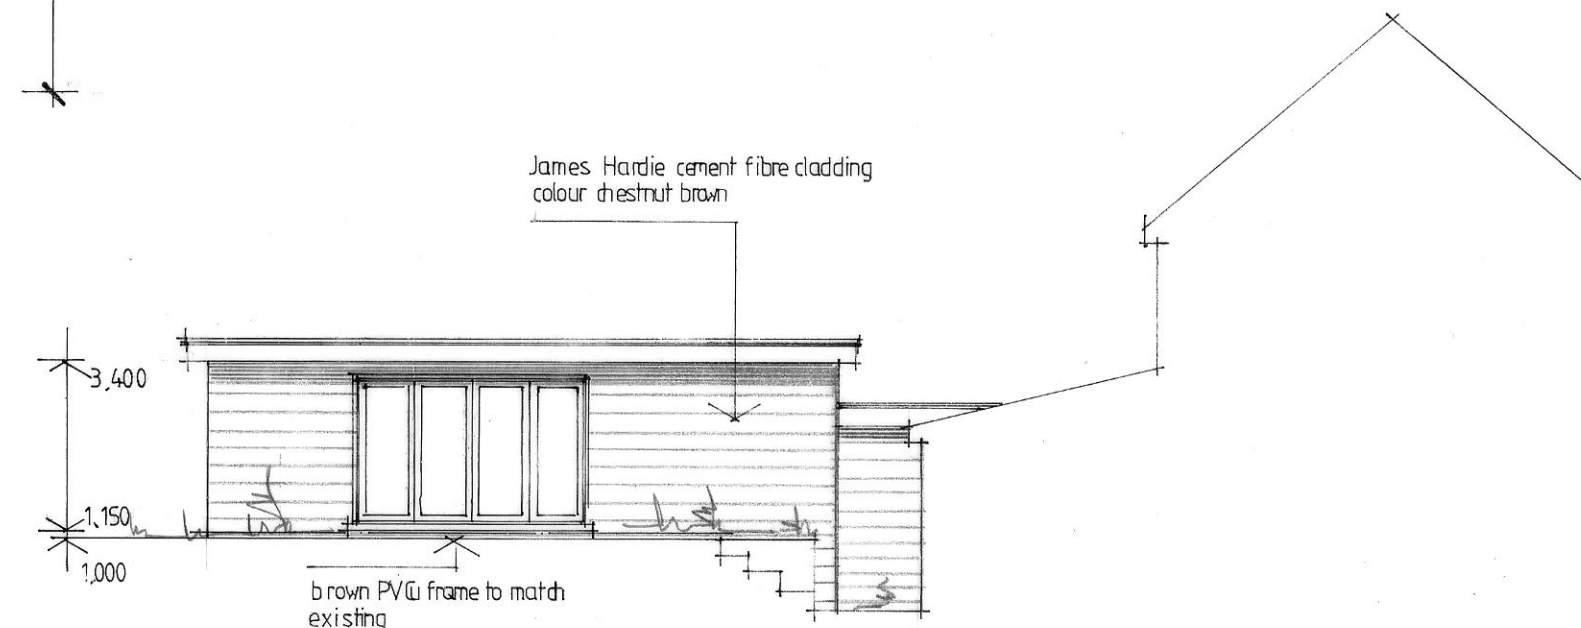 James Hardie cement fibre cladding
colour chestnut brown
3,400
1,150
1,000
brown PVCu frame to match
existing